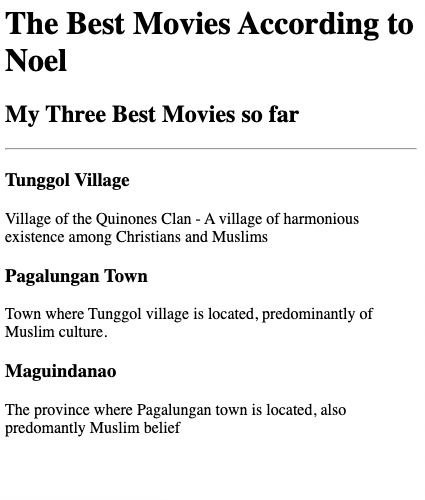 The Best Movies According to
Noel
My Three Best Movies so far
Tunggol Village
Village of the Quinones Clan - A village of harmonious
existence among Christians and Muslims
Pagalungan Town
Town where Tunggol village is located, predominantly of
Muslim culture.
Maguindanao
The province where Pagalungan town is located, also
predomantly Muslim belief